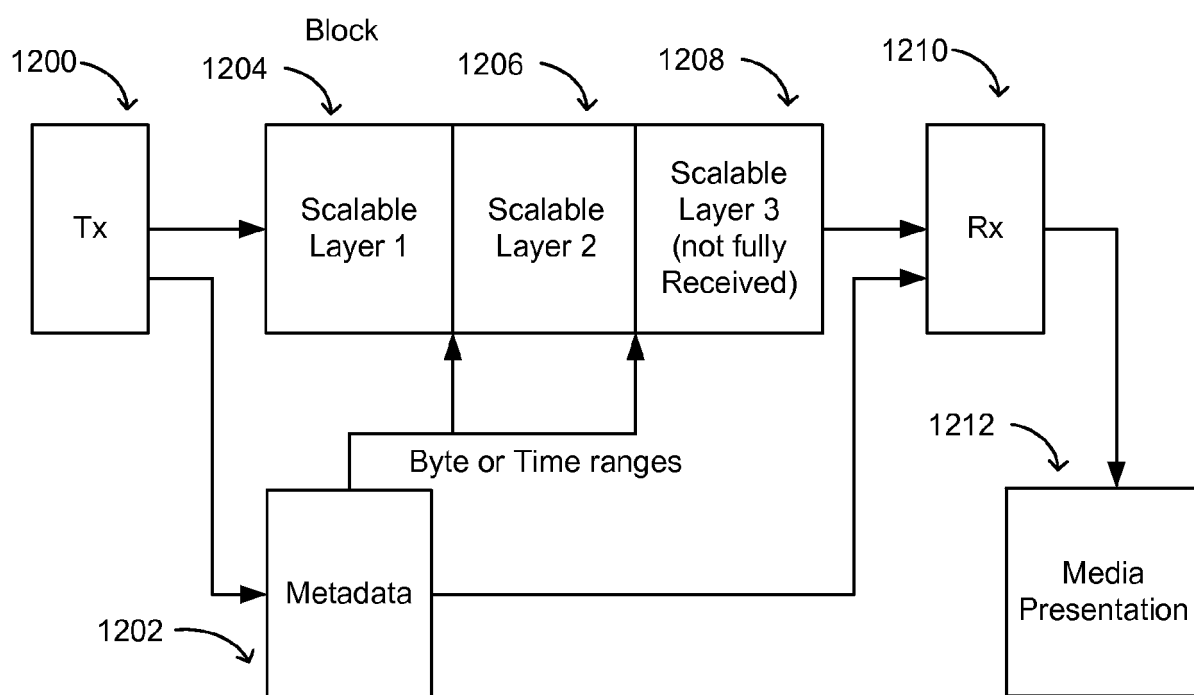 Block
1200
1204
1206
1208
1210
Tx
Scalable
Layer 1
Scalable
Layer 2
Scalable
Layer 3
(not fully
Received)
Rx
Byte or Time ranges
1212
Metadada
1202
Media
Presentation